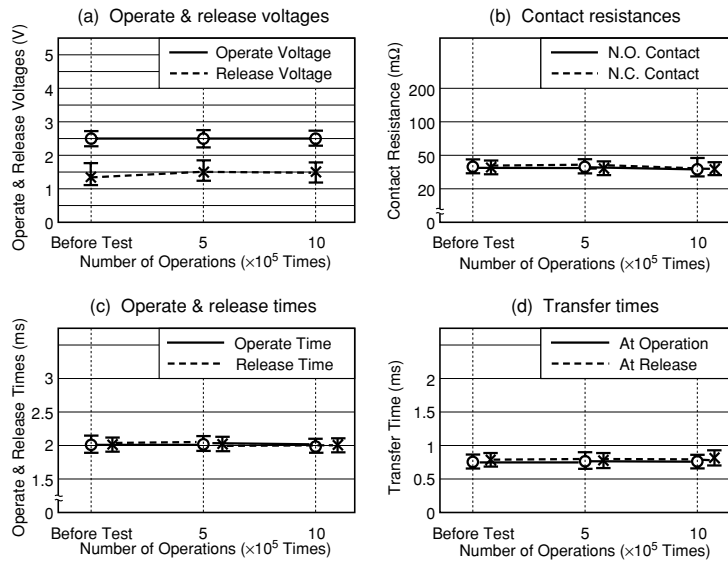 (a) Operate & release voltages
Operate & Release Voltages (V)
5
4
3
2
1
0
Operate Voltage
Release Voltage
Before Test
5
10
Number of Operations (×10⁵ Times)
(b) Contact resistances
Contact Resistance (mΩ)
200
100
50
20
0
N.O. Contact
N.C. Contact
Before Test
5
10
Number of Operations (×10⁵ Times)
(c) Operate & release times
Operate & Release Times (ms)
3
2.5
2
1.5
0
Operate Time
Release Time
Before Test
5
10
Number of Operations (×10⁵ Times)
(d) Transfer times
Transfer Time (ms)
2
1
0.5
0
At Operation
At Release
Before Test
5
10
Number of Operations (×10⁵ Times)